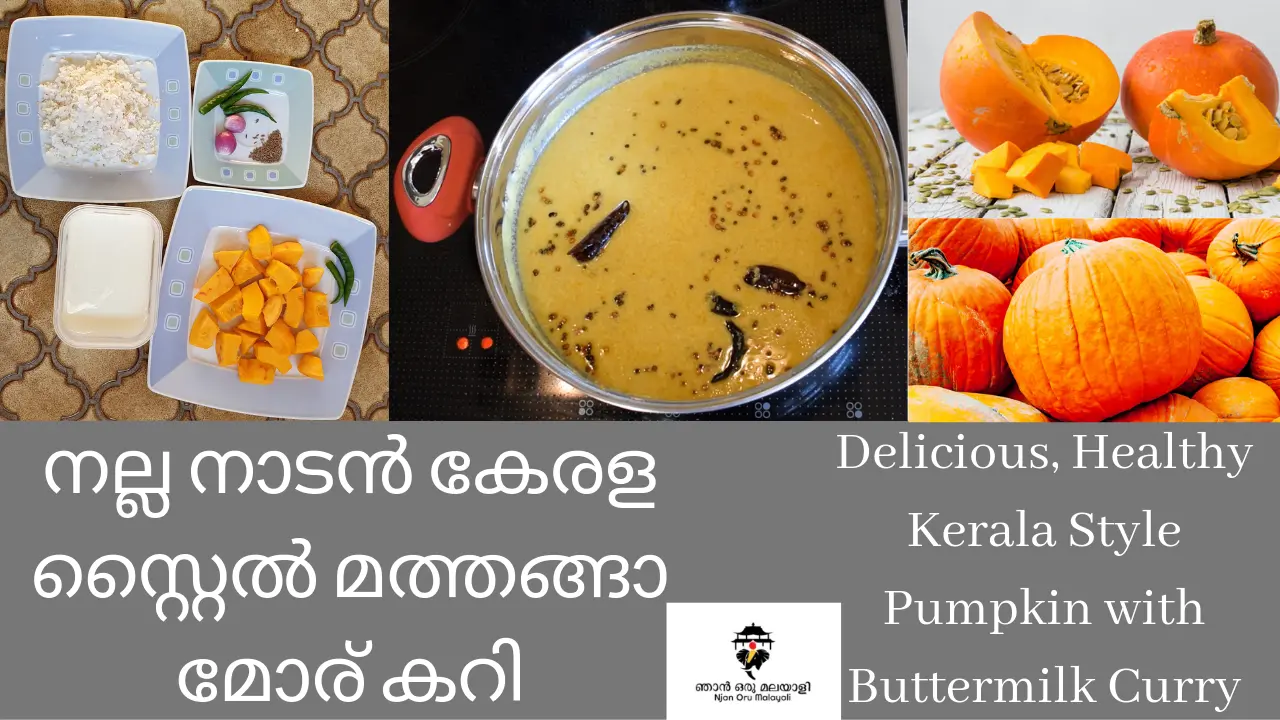 നല്ല നാടൻ കേരള
സ്റ്റൈൽ മത്തങ്ങാ
മോര് കറി
Delicious, Healthy
Kerala Style
Pumpkin with
Buttermilk Curry
ഞാൻ ഒരു മലയാളി
Njan Oru Malayali